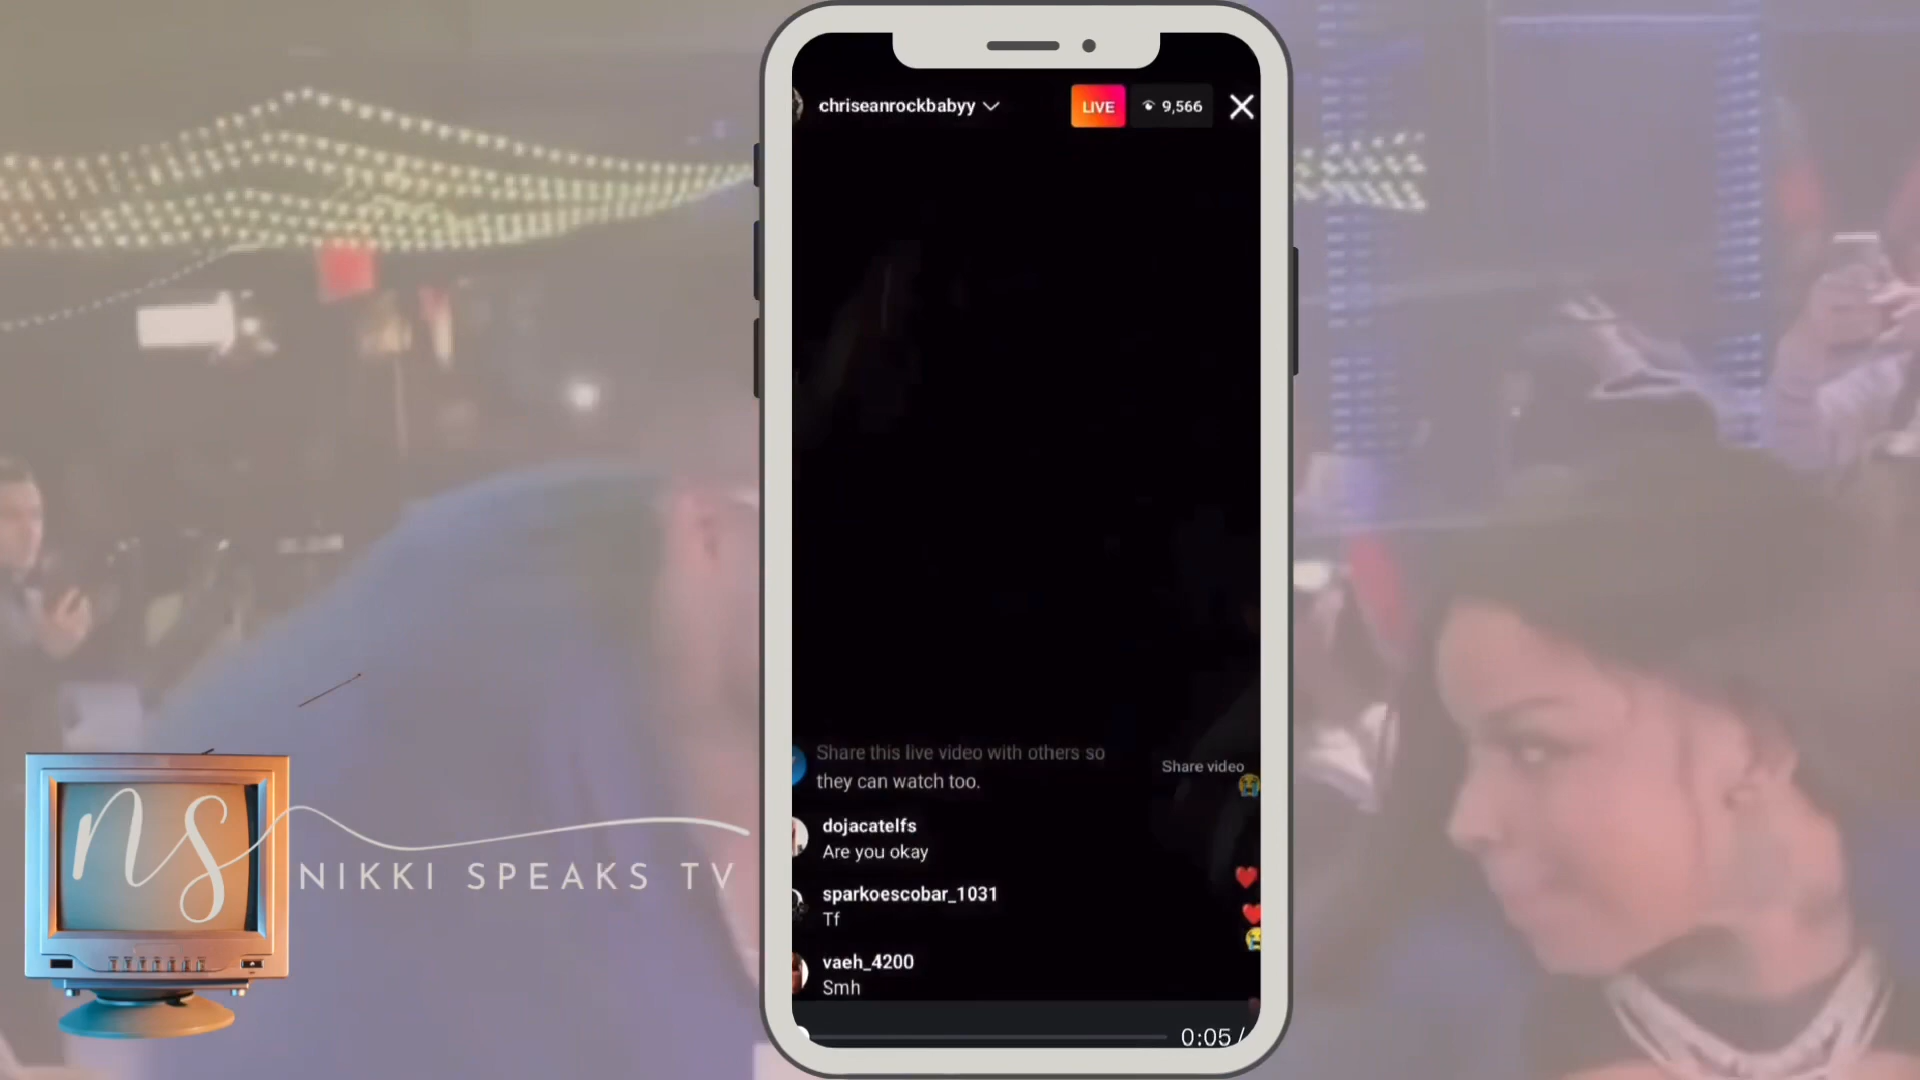 chriseanrockbabyy
LIVE
9,566
Share this live video with others so
they can watch too.
Share video
dojacatelfs
Are you okay
sparkoescobar_1031
Tf
vaeh_4200
Smh
0:05 /
ns
NIKKI SPEAKS TV